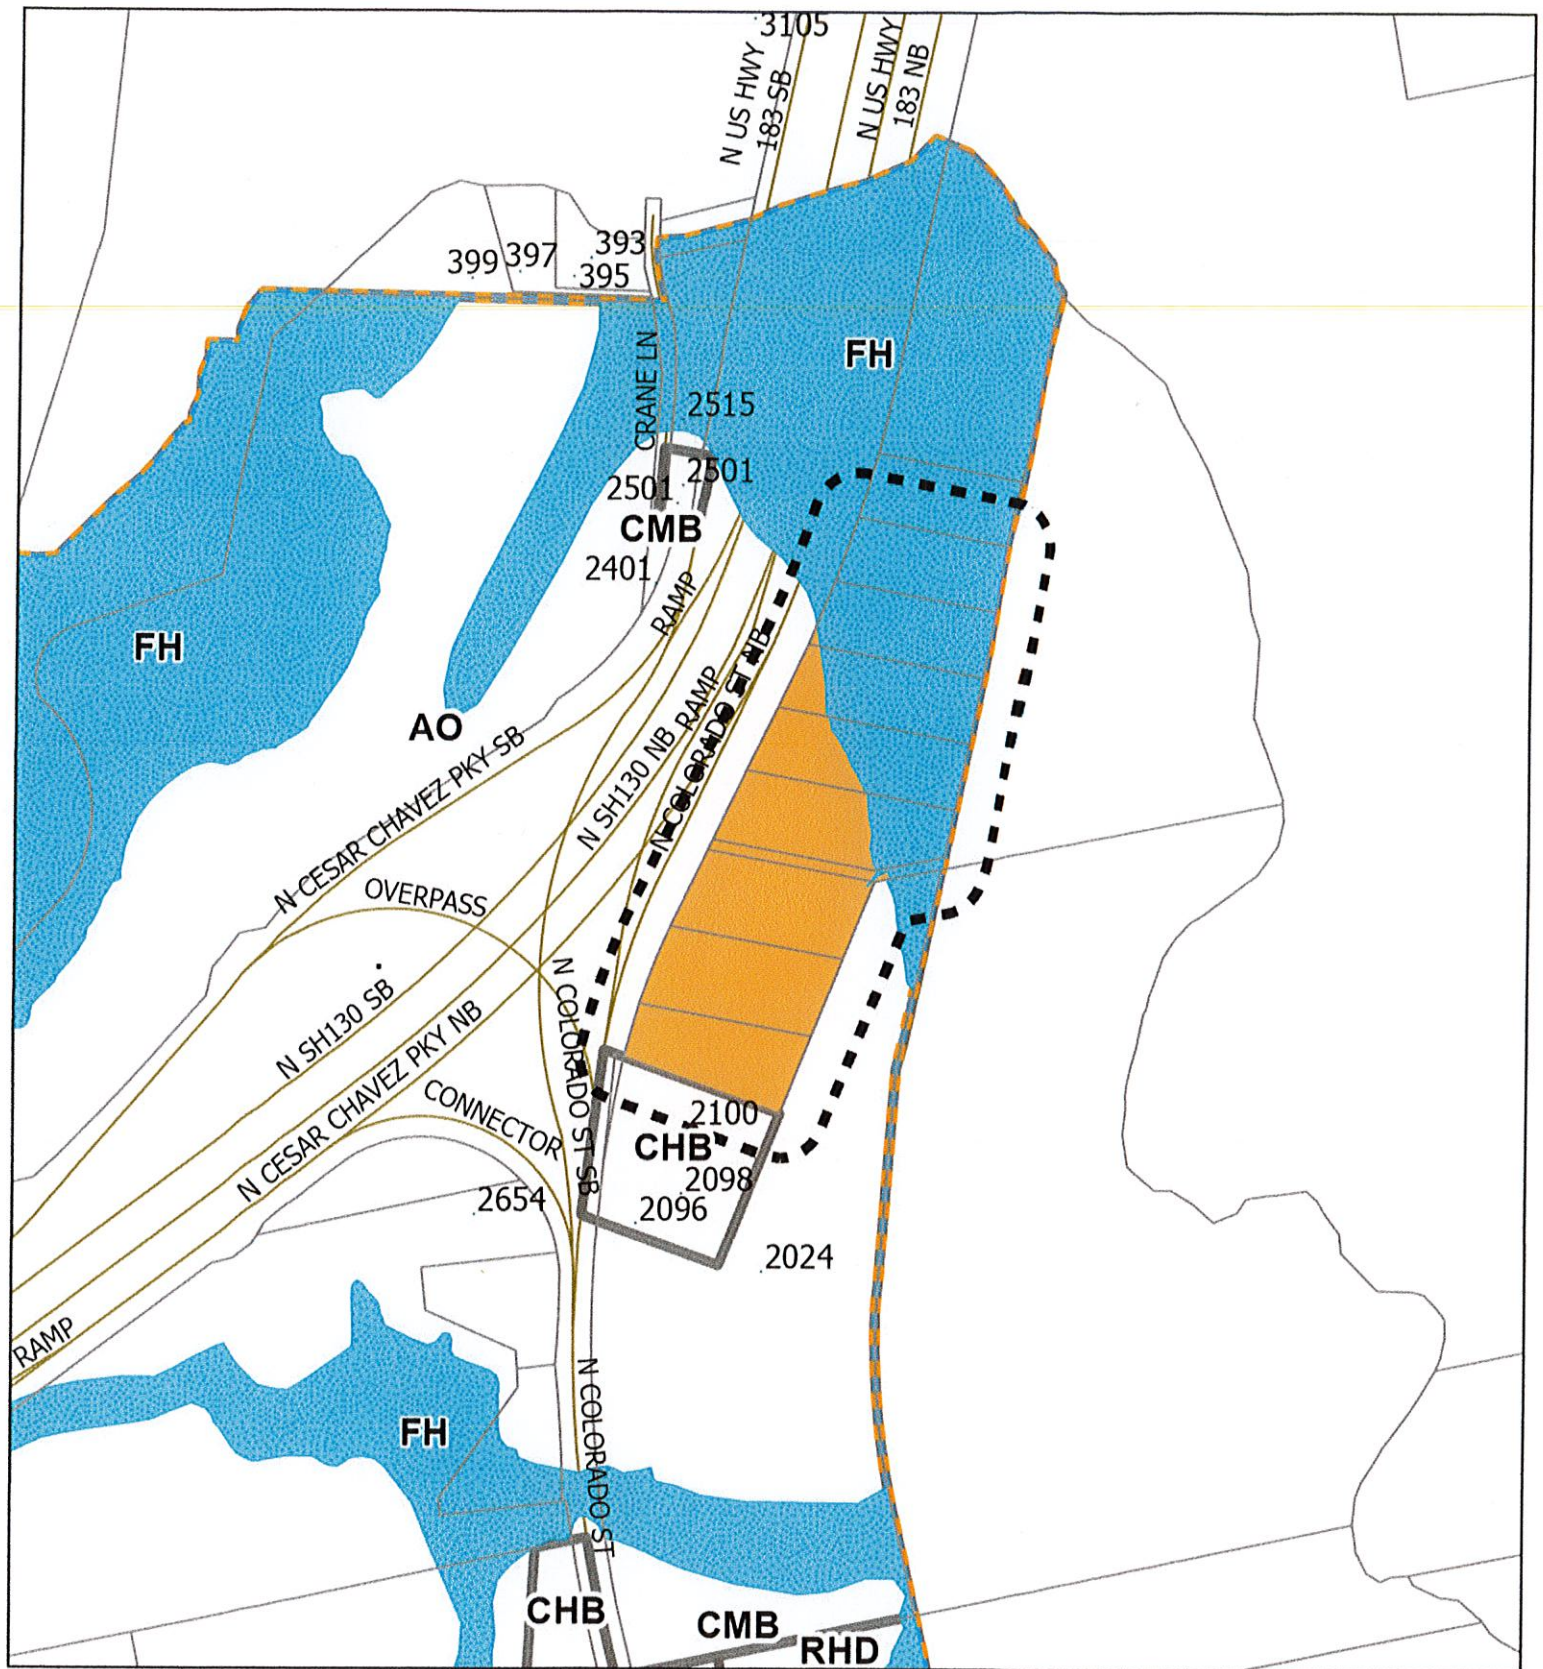 3105
N US HWY
183 SB
N US HWY
183 NB
393
399
397
395
FH
CRANE LN
2515
2501
2501
CMB
2401
RAMP
FH
AO
N CESAR CHAVEZ PKY SB
N SH130 NB
RAMP
N COLORADO ST NB
OVERPASS
N SH130 SB
N CESAR CHAVEZ PKY NB
N COLORADO ST SB
CONNECTOR
2100
CHB
2098
2096
2654
2024
RAMP
N COLORADO ST
FH
CHB
CMB
RHD